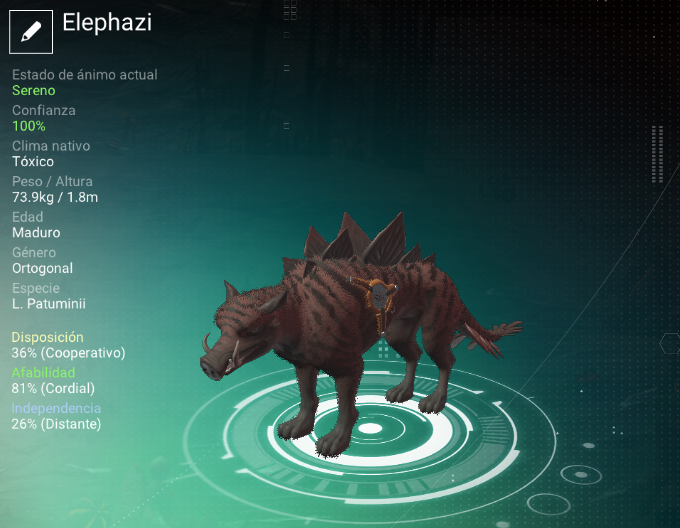 Elephazi
Estado de ánimo actual
Sereno
Confianza
100%
Clima nativo
Tóxico
Peso / Altura
73.9kg / 1.8m
Edad
Maduro
Género
Ortogonal
Especie
L. Patuminii
Disposición
36% (Cooperativo)
Afabilidad
81% (Cordial)
Independencia
26% (Distante)